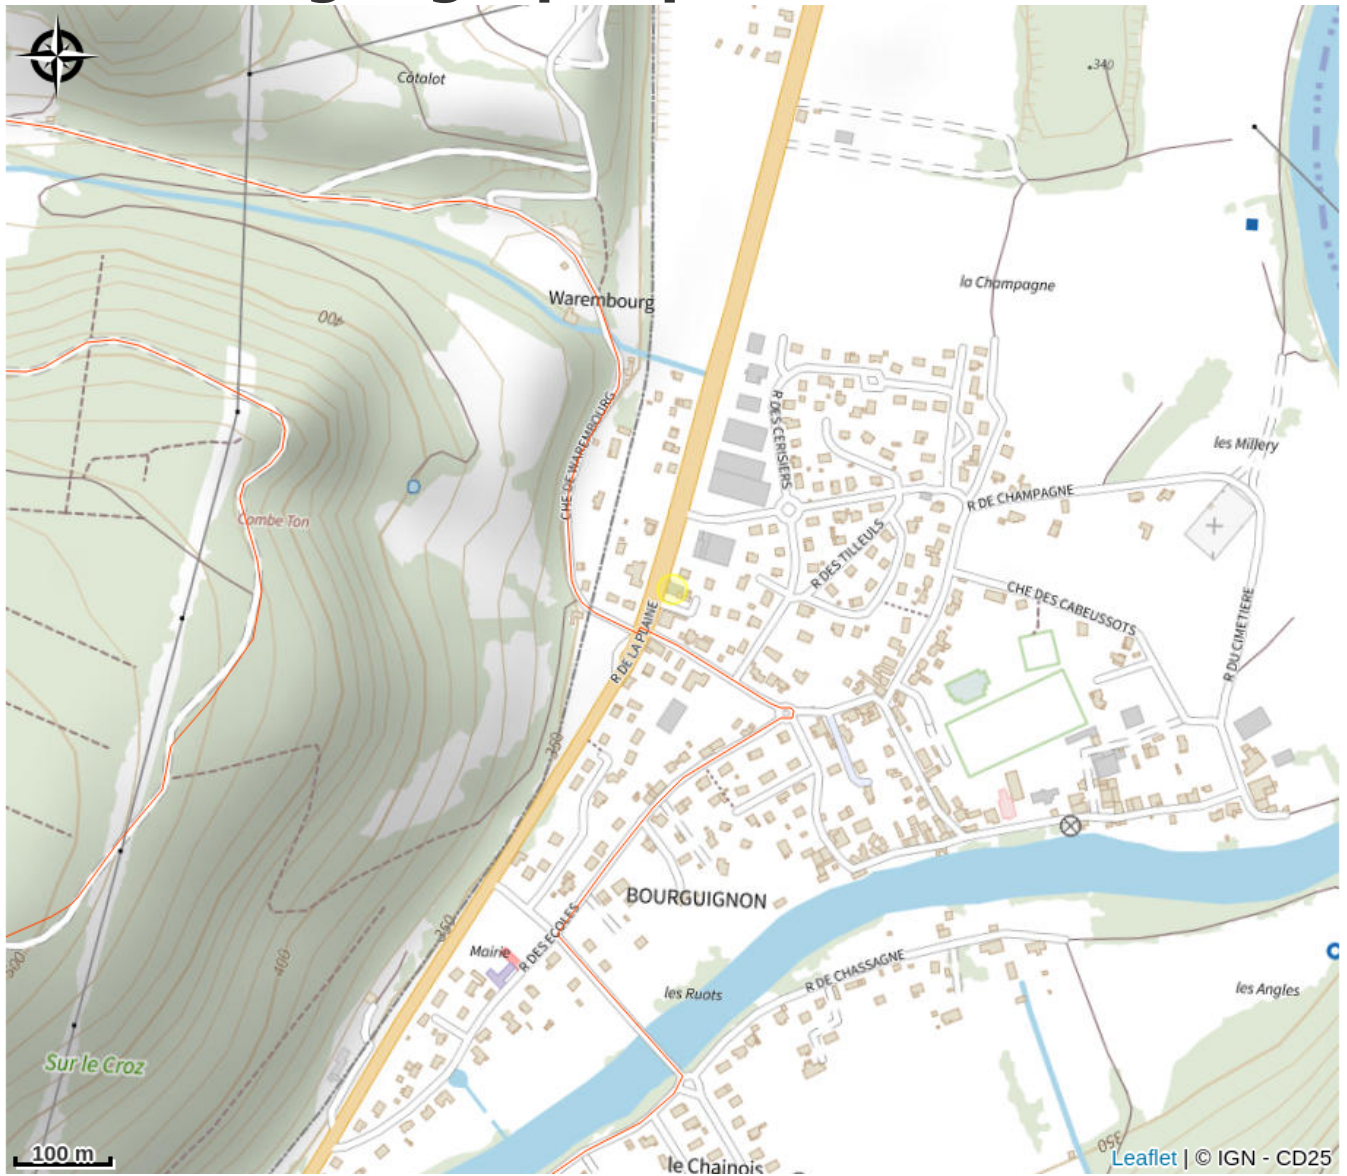 Catalot
340
Warembourg
la Champagne
400
CHE DE WAREMBOURG
R DES CERISIERS
les Millery
R DE CHAMPAGNE
Combe Ton
R DES TILLEULS
CHE DES CABEUSSOTS
R DE LA PLAINE
R DU CIMETIERE
350
BOURGUIGNON
350
Mairie
R DES ECOLES
R DE CHASSAGNE
400
500
les Ruots
les Angles
Sur le Croz
350
100 m
le Chainois
Leaflet | © IGN - CD25